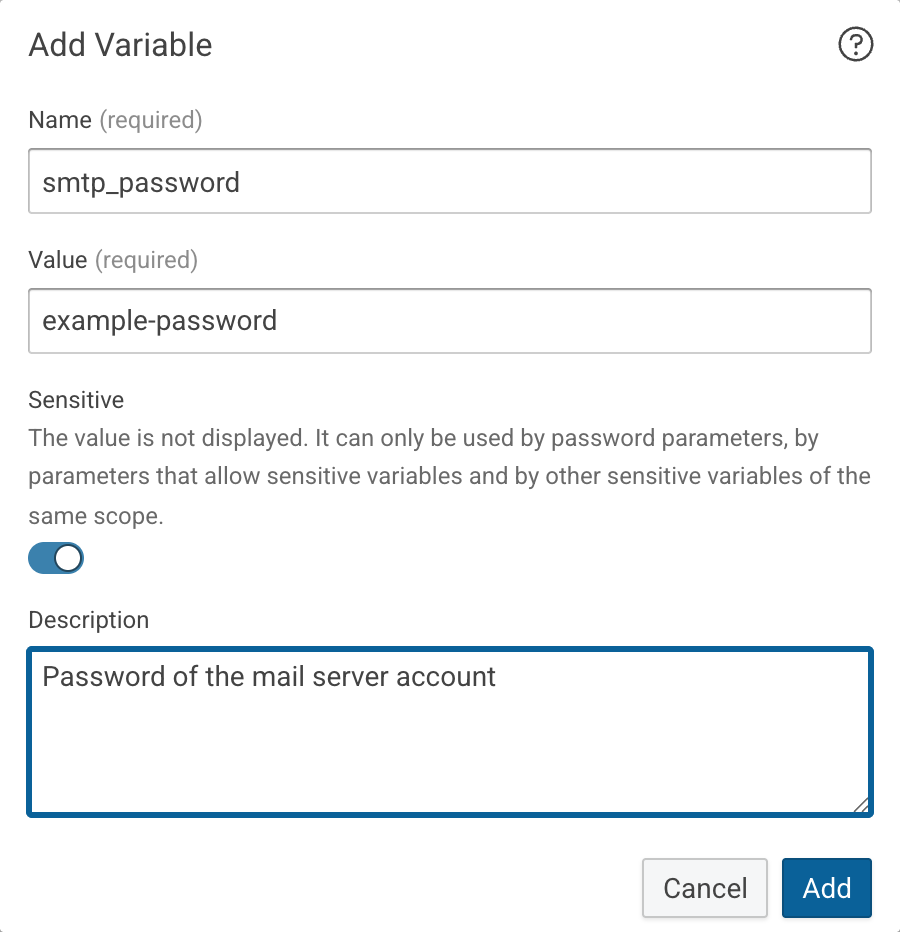 Add Variable
?
Name (required)
smtp_password
Value (required)
example-password
Sensitive
The value is not displayed. It can only be used by password parameters, by
parameters that allow sensitive variables and by other sensitive variables of the
same scope.
Description
Password of the mail server account
Cancel Add